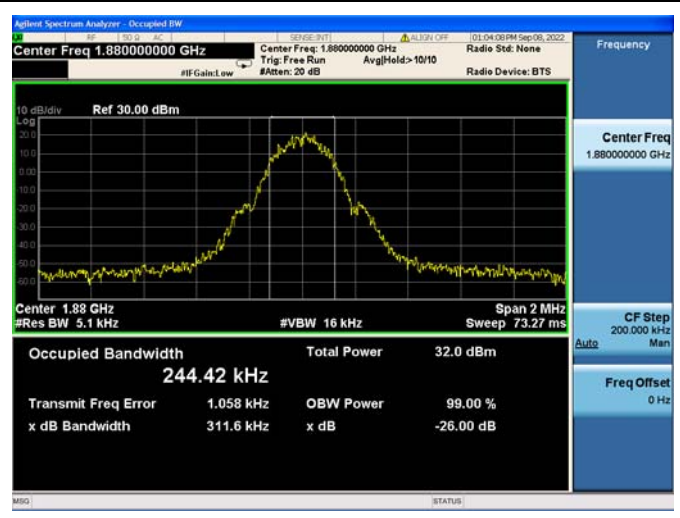 Agilent Spectrum Analyzer - Occupied BW
RF 50 Ω AC SENSE:INT ALIGN OFF 01:04:08 PM Sep 08, 2022
Center Freq 1.880000000 GHz
Center Freq: 1.880000000 GHz
Radio Std: None
Trig: Free Run Avg|Hold:>10/10
#IFGain:Low #Atten: 20 dB Radio Device: BTS
10 dB/div Ref 30.00 dBm
Log
20.0
10.0
0.00
-10.0
-20.0
-30.0
-40.0
-50.0
-60.0
Center 1.88 GHz Span 2 MHz
#Res BW 5.1 kHz #VBW 16 kHz Sweep 73.27 ms
Occupied Bandwidth Total Power 32.0 dBm
244.42 kHz
Transmit Freq Error 1.058 kHz OBW Power 99.00 %
x dB Bandwidth 311.6 kHz x dB -26.00 dB
MSG STATUS
Frequency
Center Freq
1.880000000 GHz
CF Step
200.000 kHz
Auto Man
Freq Offset
0 Hz